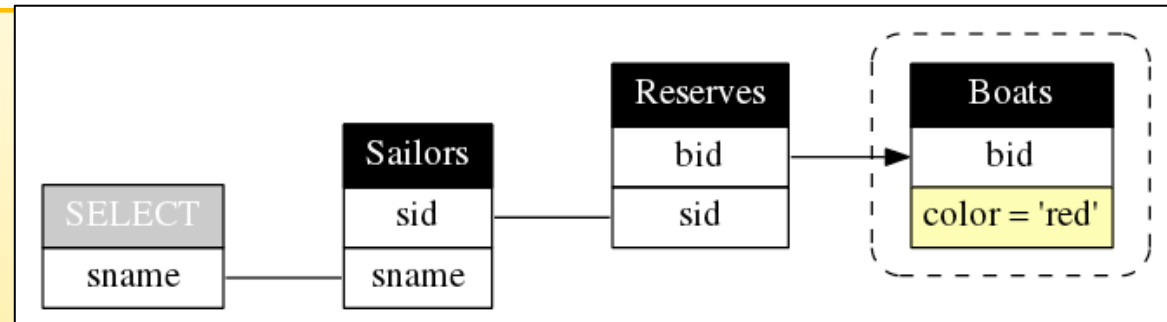 SELECT
sname
Sailors
sid
sname
Reserves
bid
sid
Boats
bid
color = 'red'